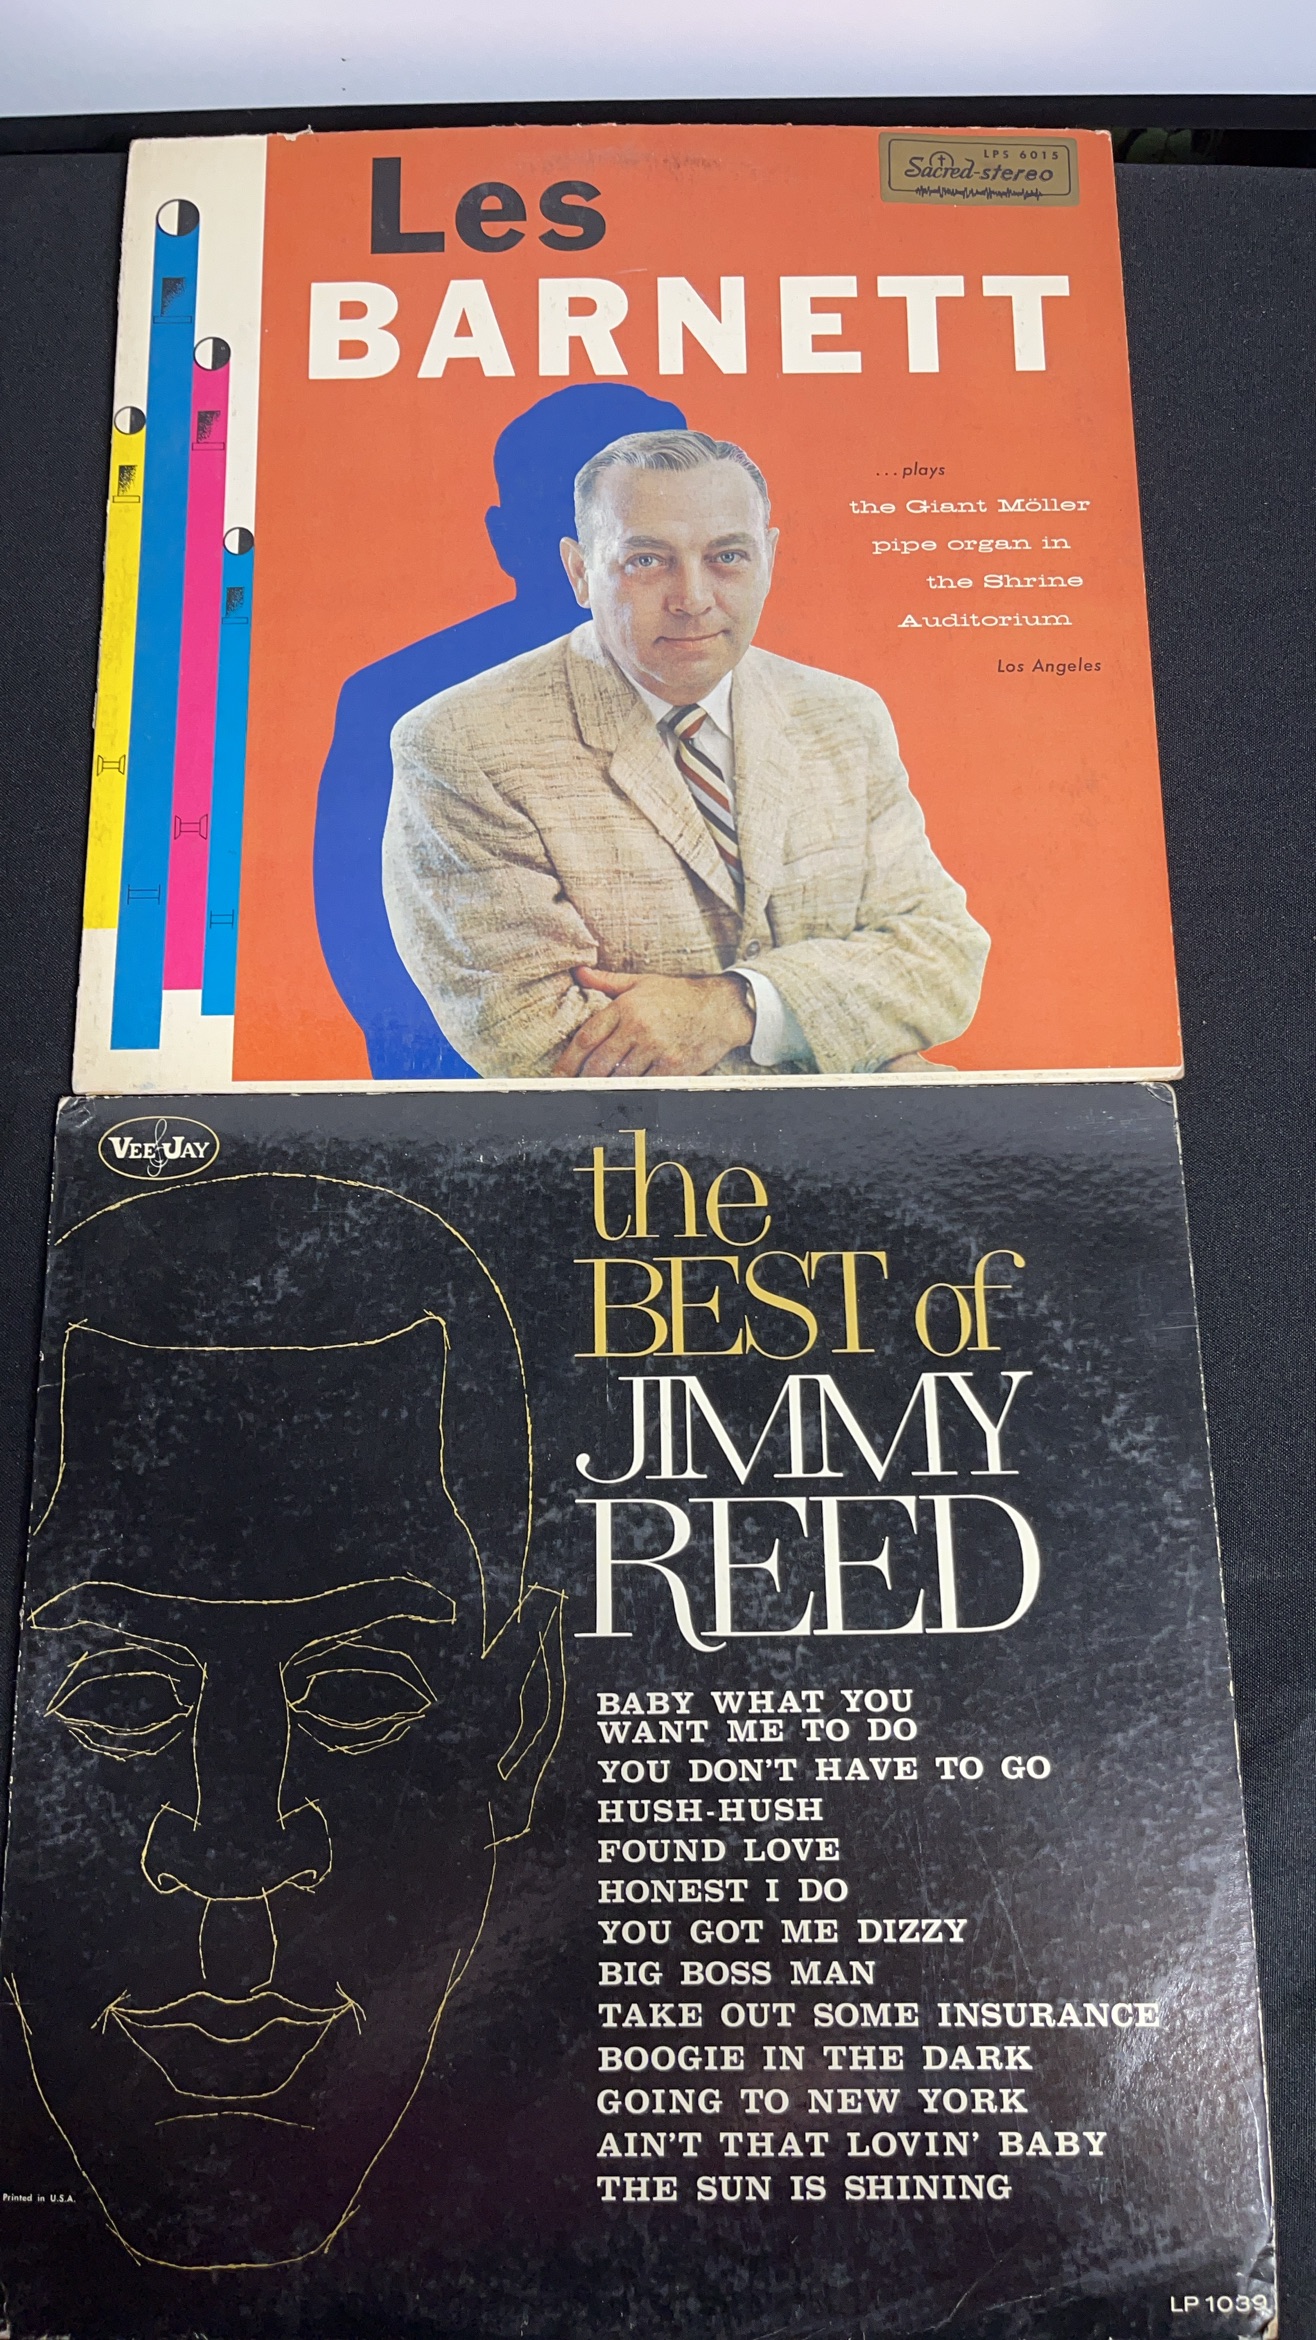 LPS 6015
Sacred-stereo
Les
BARNETT
...plays
the Giant Möller
pipe organ in
the Shrine
Auditorium
Los Angeles
VEE JAY
the
BEST of
JIMMY
REED
BABY WHAT YOU
WANT ME TO DO
YOU DON'T HAVE TO GO
HUSH-HUSH
FOUND LOVE
HONEST I DO
YOU GOT ME DIZZY
BIG BOSS MAN
TAKE OUT SOME INSURANCE
BOOGIE IN THE DARK
GOING TO NEW YORK
AIN'T THAT LOVIN' BABY
THE SUN IS SHINING
Printed in U.S.A.
LP 1039